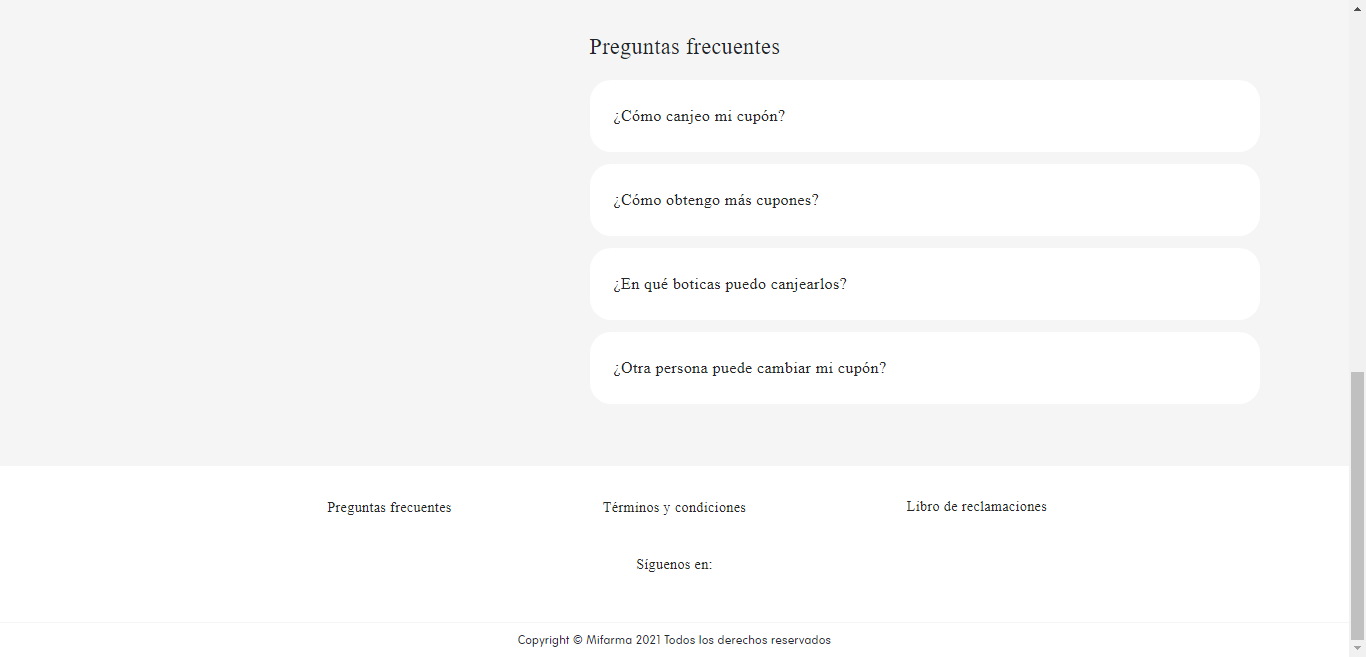 Preguntas frecuentes
¿Cómo canjeo mi cupón?
¿Cómo obtengo más cupones?
¿En qué boticas puedo canjearlos?
¿Otra persona puede cambiar mi cupón?
Preguntas frecuentes
Términos y condiciones
Libro de reclamaciones
Síguenos en:
Copyright © Mifarma 2021 Todos los derechos reservados